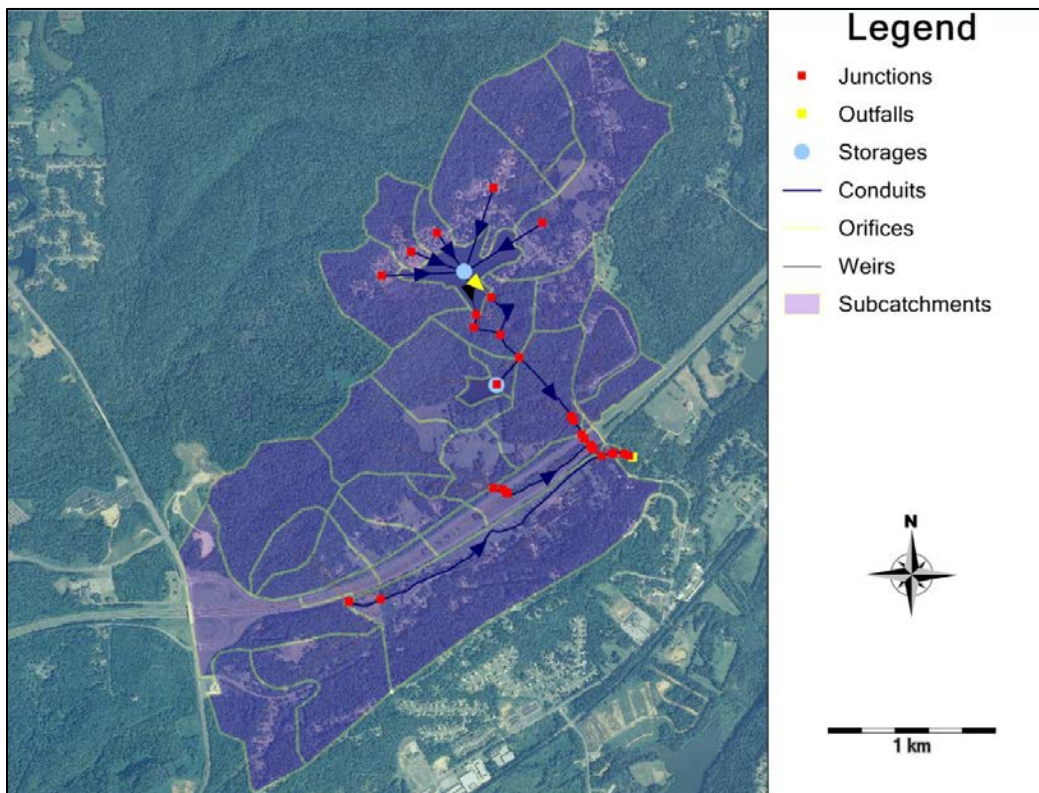 Legend
Junctions
Outfalls
Storages
Conduits
Orifices
Weirs
Subcatchments
N
1 km